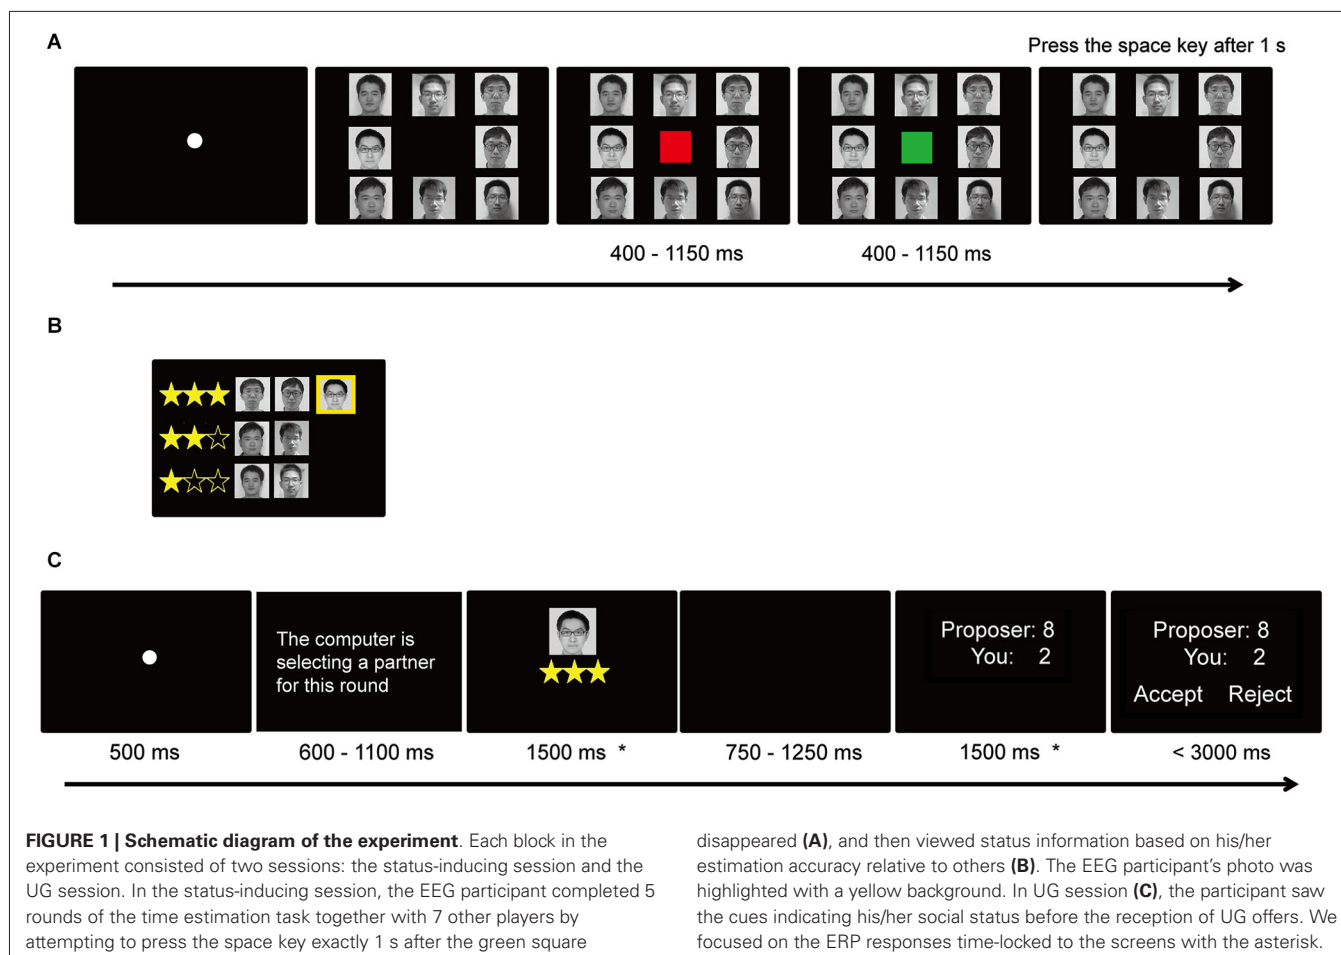 A
Press the space key after 1 s
400 - 1150 ms
400 - 1150 ms
B
C
The computer is
selecting a partner
for this round
Proposer: 8
You: 2
Proposer: 8
You: 2
Accept Reject
500 ms
600 - 1100 ms
1500 ms *
750 - 1250 ms
1500 ms *
< 3000 ms
FIGURE 1 | Schematic diagram of the experiment. Each block in the
experiment consisted of two sessions: the status-inducing session and the
UG session. In the status-inducing session, the EEG participant completed 5
rounds of the time estimation task together with 7 other players by
attempting to press the space key exactly 1 s after the green square
disappeared (A), and then viewed status information based on his/her
estimation accuracy relative to others (B). The EEG participant's photo was
highlighted with a yellow background. In UG session (C), the participant saw
the cues indicating his/her social status before the reception of UG offers. We
focused on the ERP responses time-locked to the screens with the asterisk.